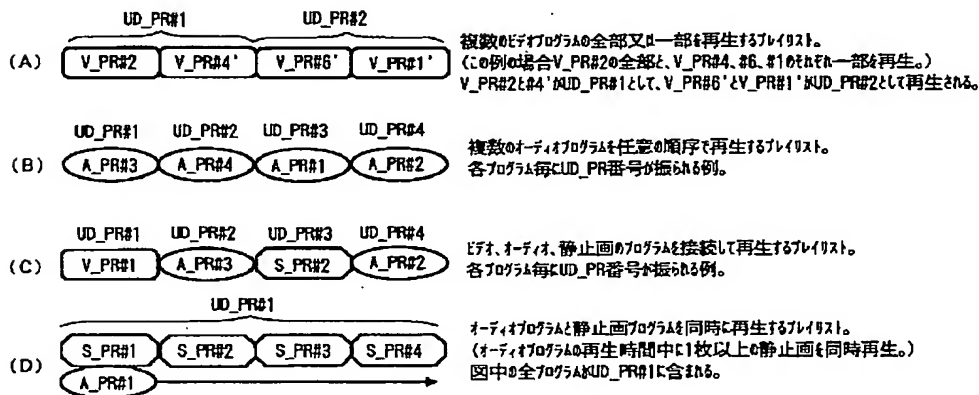 UD_PR#1 UD_PR#2
(A) V_PR#2 V_PR#4' V_PR#6' V_PR#1'
複数のビデオプログラムの全部又は一部を再生するプレイリスト。
(この例の場合V_PR#2の全部と、V_PR#4、#6、#1のそれぞれ一部を再生。)
V_PR#2と#4'がUD_PR#1として、V_PR#6'とV_PR#1'がUD_PR#2として再生される。
UD_PR#1 UD_PR#2 UD_PR#3 UD_PR#4
(B) A_PR#3 A_PR#4 A_PR#1 A_PR#2
複数のオーディオプログラムを任意の順序で再生するプレイリスト。
各プログラム毎にUD_PR番号が振られる例。
UD_PR#1 UD_PR#2 UD_PR#3 UD_PR#4
(C) V_PR#1 A_PR#3 S_PR#2 A_PR#2
ビデオ、オーディオ、静止画のプログラムを接続して再生するプレイリスト。
各プログラム毎にUD_PR番号が振られる例。
UD_PR#1
(D) S_PR#1 S_PR#2 S_PR#3 S_PR#4
A_PR#1
オーディオプログラムと静止画プログラムを同時に再生するプレイリスト。
(オーディオプログラムの再生時間中に1枚以上の静止画を同時再生。)
図中の全プログラムがUD_PR#1に含まれる。